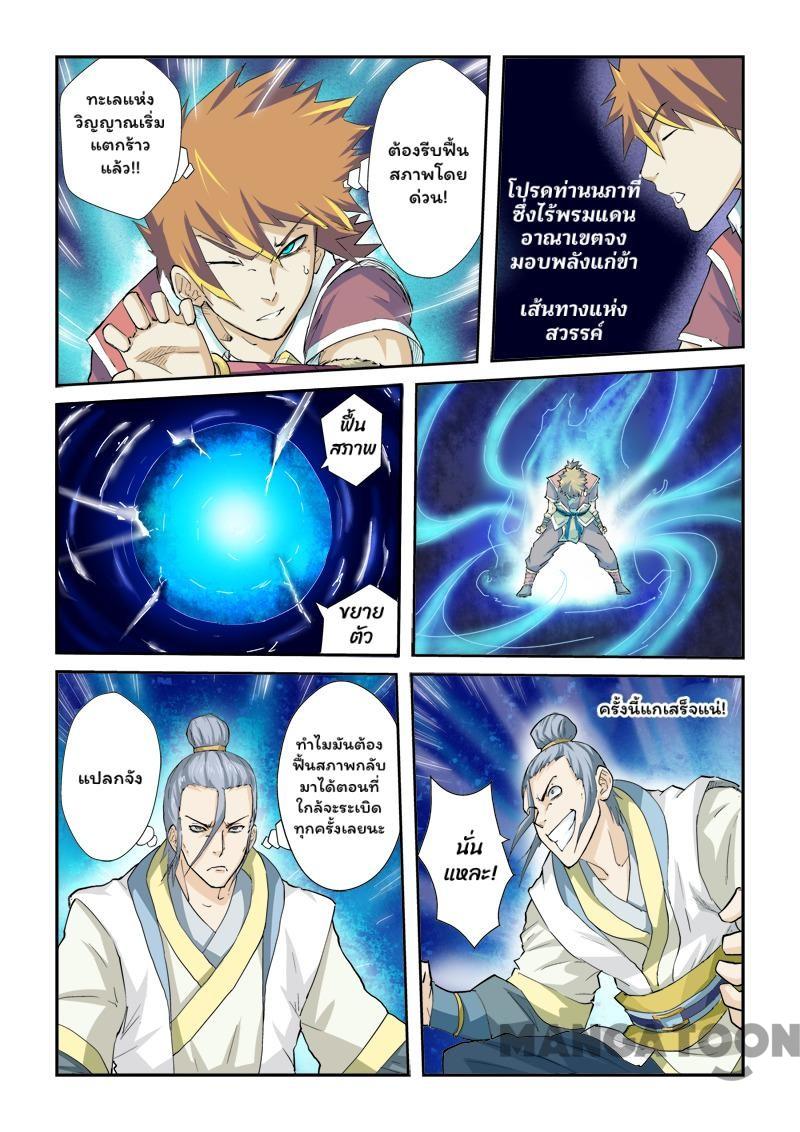 ทะเลแห่ง
วิญญาณเริ่ม
แตกร้าว
แล้ว!!
ต้องรีบฟื้น
สภาพโดย
ด่วน!
โปรดท่านนภาที่
ซึ่งไร้พรมแดน
อาณาเขตจง
มอบพลังแก่ข้า
เส้นทางแห่ง
สวรรค์
ฟื้น
สภาพ
ขยาย
ตัว
แปลกจัง
ทำไมมันต้อง
ฟื้นสภาพกลับ
มาได้ตอนที่
ใกล้จะระเบิด
ทุกครั้งเลยนะ
ครั้งนี้แกเสร็จแน่!
นั่น
แหละ!
MANGATOON